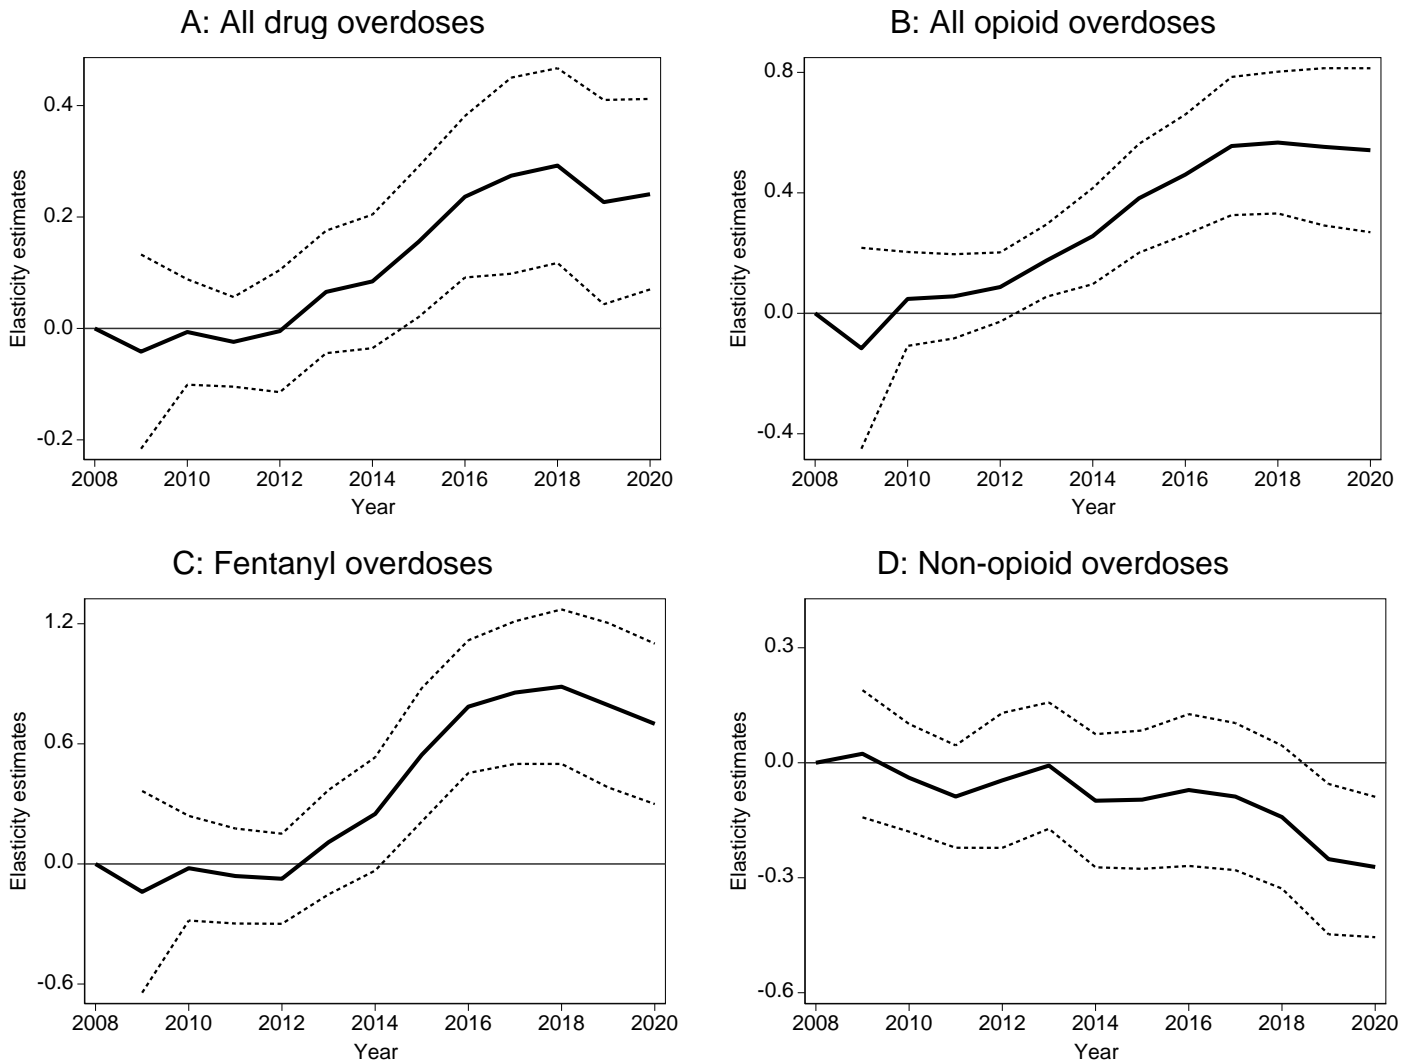 A: All drug overdoses
Elasticity estimates
0.4
0.2
0.0
-0.2
2008 2010 2012 2014 2016 2018 2020
Year
B: All opioid overdoses
Elasticity estimates
0.8
0.4
0.0
-0.4
2008 2010 2012 2014 2016 2018 2020
Year
C: Fentanyl overdoses
Elasticity estimates
1.2
0.6
0.0
-0.6
2008 2010 2012 2014 2016 2018 2020
Year
D: Non-opioid overdoses
Elasticity estimates
0.3
0.0
-0.3
-0.6
2008 2010 2012 2014 2016 2018 2020
Year